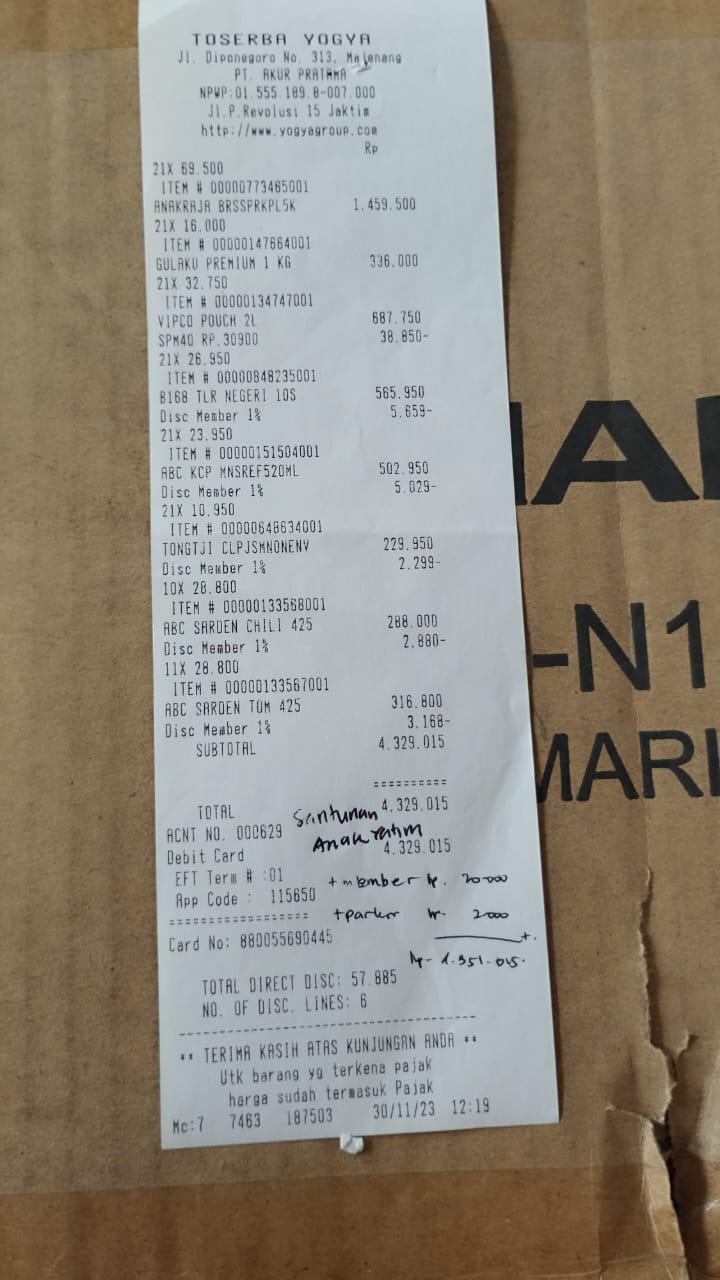 TOSERBA YOGYA
Jl. Diponegoro No. 313, Majenang
PT. AKUR PRATAMA
NPWP:01.555.189.8-007.000
Jl.P.Revolusi 15 Jaktim
http://www.yogyagroup.com
Rp
21X 69.500
ITEM # 00000773465001
ANAKRAJA BRSSPRKPL5K 1.459.500
21X 16.000
ITEM # 00000147664001
GULAKU PREMIUM 1 KG 336.000
21X 32.750
ITEM # 00000134747001
VIPCO POUCH 2L 687.750
SPM40 RP.30900 38.850-
21X 26.950
ITEM # 00000848235001
B168 TLR NEGERI 10S 565.950
Disc Member 1% 5.659-
21X 23.950
ITEM # 00000151504001
ABC KCP MNSREF520ML 502.950
Disc Member 1% 5.029-
21X 10.950
ITEM # 00000648634001
TONGTJI CLPJSMNONENV 229.950
Disc Member 1% 2.299-
10X 28.800
ITEM # 00000133568001
ABC SARDEN CHILI 425 288.000
Disc Member 1% 2.880-
11X 28.800
ITEM # 00000133567001
ABC SARDEN TOM 425 316.800
Disc Member 1% 3.168-
SUBTOTAL 4.329.015
==========
TOTAL 4.329.015
Santunan
ACNT NO. 000629
Anak Yatim
Debit Card 4.329.015
EFT Term # :01
+ member Rp. 20000
App Code : 115650
+ parkir Rp. 2000
==================
Card No: 880055690445
+.
Rp. 4.351.015.
TOTAL DIRECT DISC: 57.885
NO. OF DISC. LINES: 6
** TERIMA KASIH ATAS KUNJUNGAN ANDA **
Utk barang yg terkena pajak
harga sudah termasuk Pajak
Mc:7 7463 187503 30/11/23 12:19
-N1
MARI